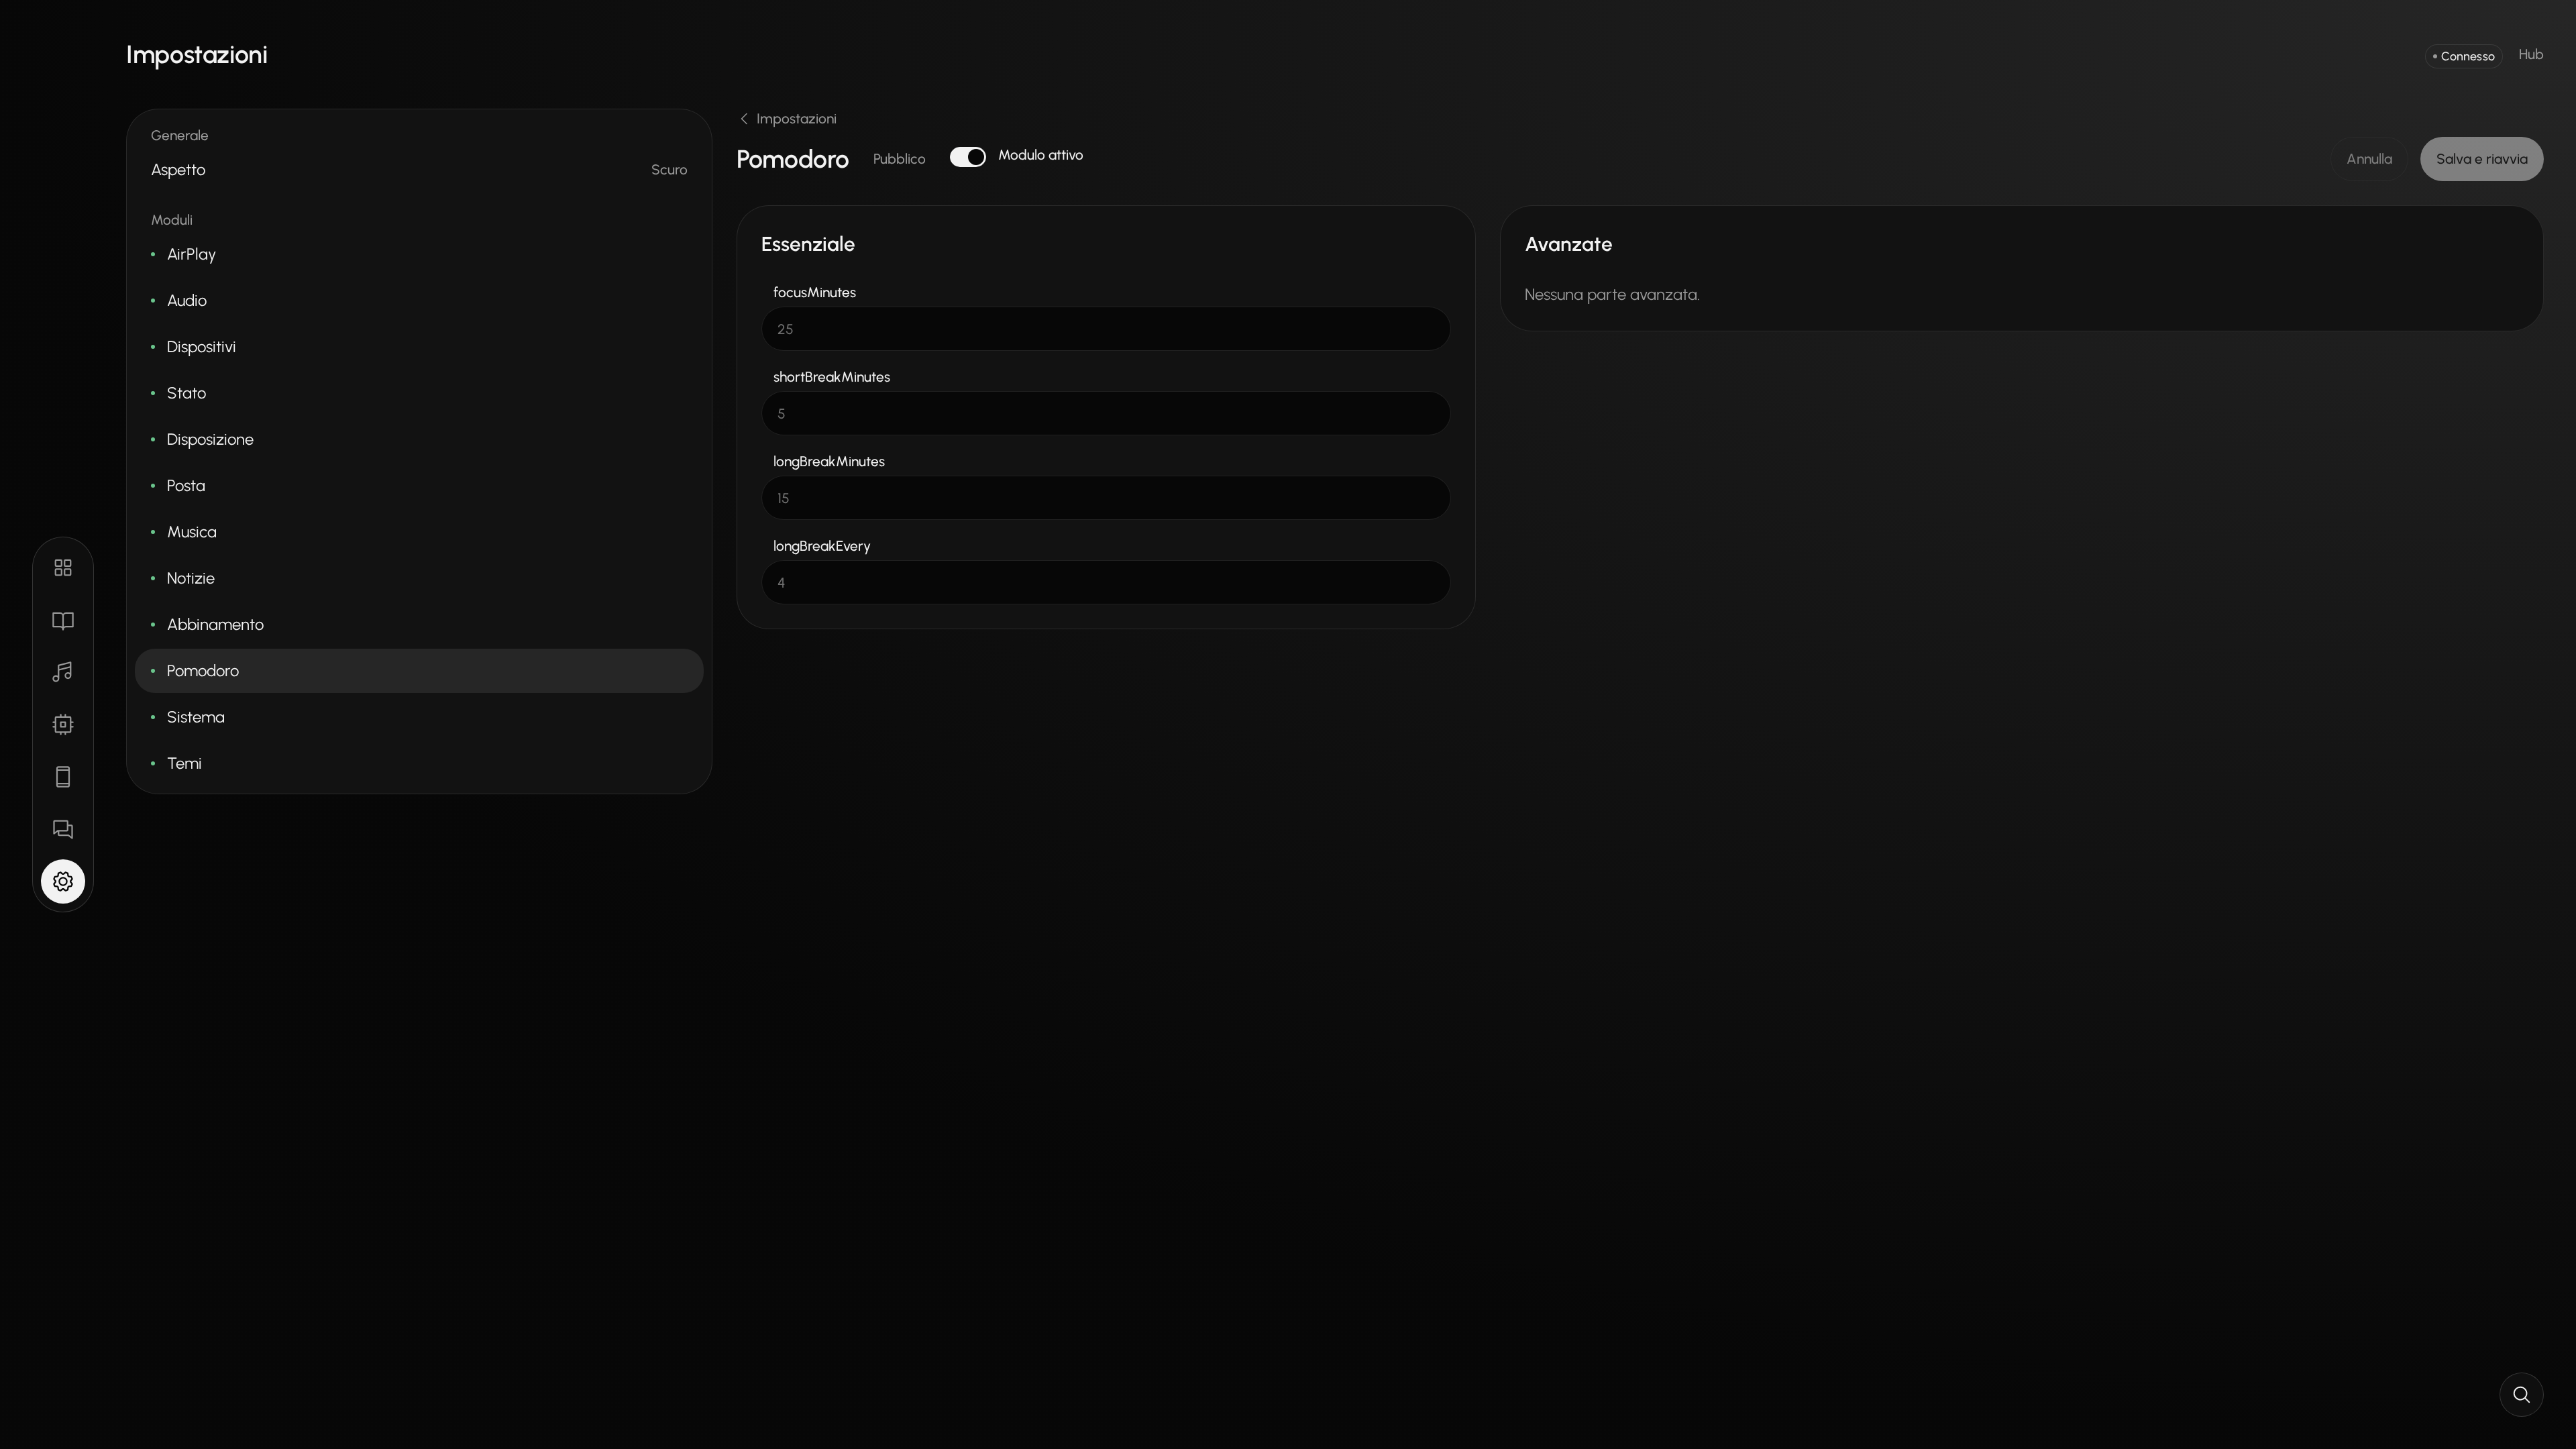 Impostazioni
Connesso
Hub
Generale
Aspetto
Scuro
Moduli
AirPlay
Audio
Dispositivi
Stato
Disposizione
Posta
Musica
Notizie
Abbinamento
Pomodoro
Sistema
Temi
Impostazioni
Pomodoro
Pubblico
Modulo attivo
Annulla
Salva e riavvia
Essenziale
focusMinutes
25
shortBreakMinutes
5
longBreakMinutes
15
longBreakEvery
4
Avanzate
Nessuna parte avanzata.